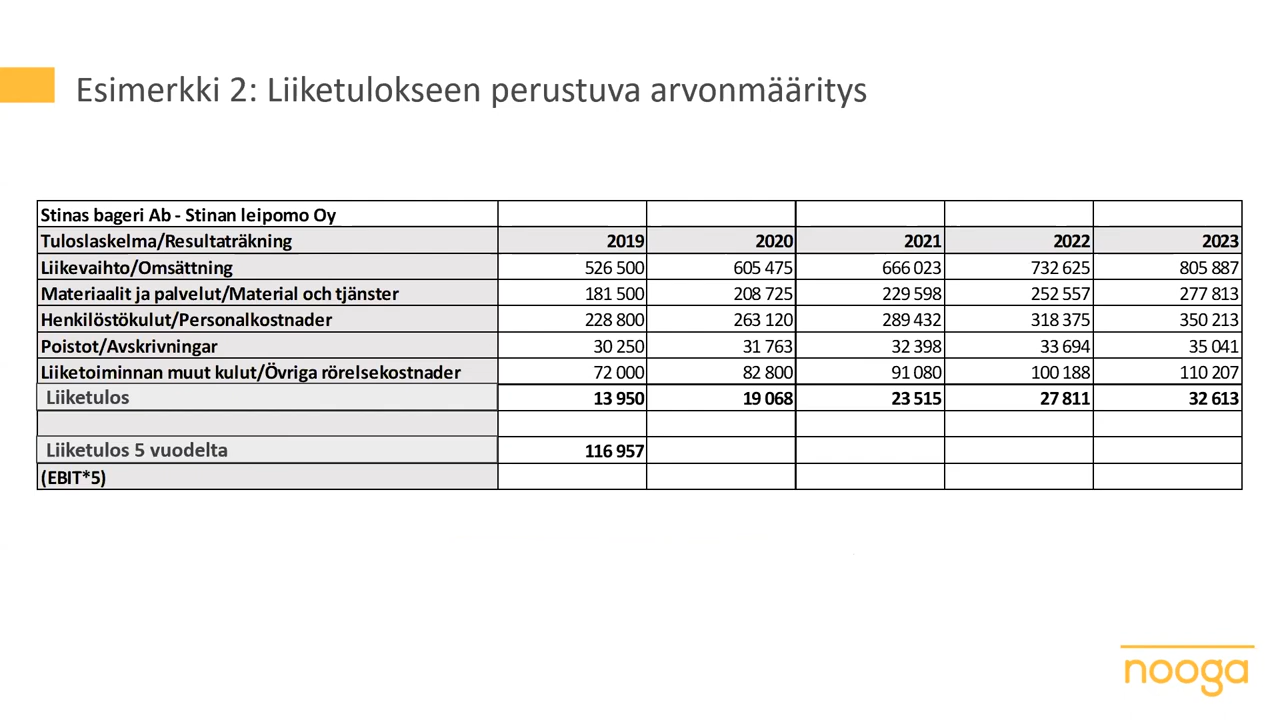 Esimerkki 2: Liiketulokseen perustuva arvonmääritys
Stinas bageri Ab - Stinan leipomo Oy
Tuloslaskelma/Resultaträkning 2019 2020 2021 2022 2023
Liikevaihto/Omsättning 526 500 605 475 666 023 732 625 805 887
Materiaalit ja palvelut/Material och tjänster 181 500 208 725 229 598 252 557 277 813
Henkilöstökulut/Personalkostnader 228 800 263 120 289 432 318 375 350 213
Poistot/Avskrivningar 30 250 31 763 32 398 33 694 35 041
Liiketoiminnan muut kulut/Övriga rörelsekostnader 72 000 82 800 91 080 100 188 110 207
Liiketulos 13 950 19 068 23 515 27 811 32 613
Liiketulos 5 vuodelta 116 957
(EBIT*5)
nooga